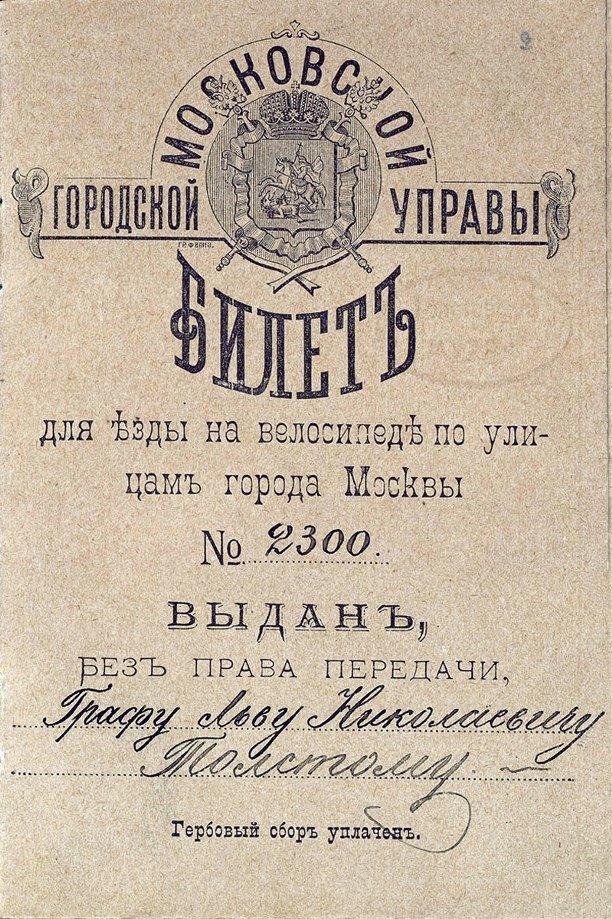 9
МОСКОВСКОЙ
ГОРОДСКОЙ УПРАВЫ
БИЛЕТЪ
для ѣзды на велосипедѣ по ули-
цамъ города Москвы
№ 2300.
ВЫДАНЪ,
БЕЗЪ ПРАВА ПЕРЕДАЧИ,
Графу Льву Николаевичу
Толстому.
Гербовый сборъ уплаченъ.